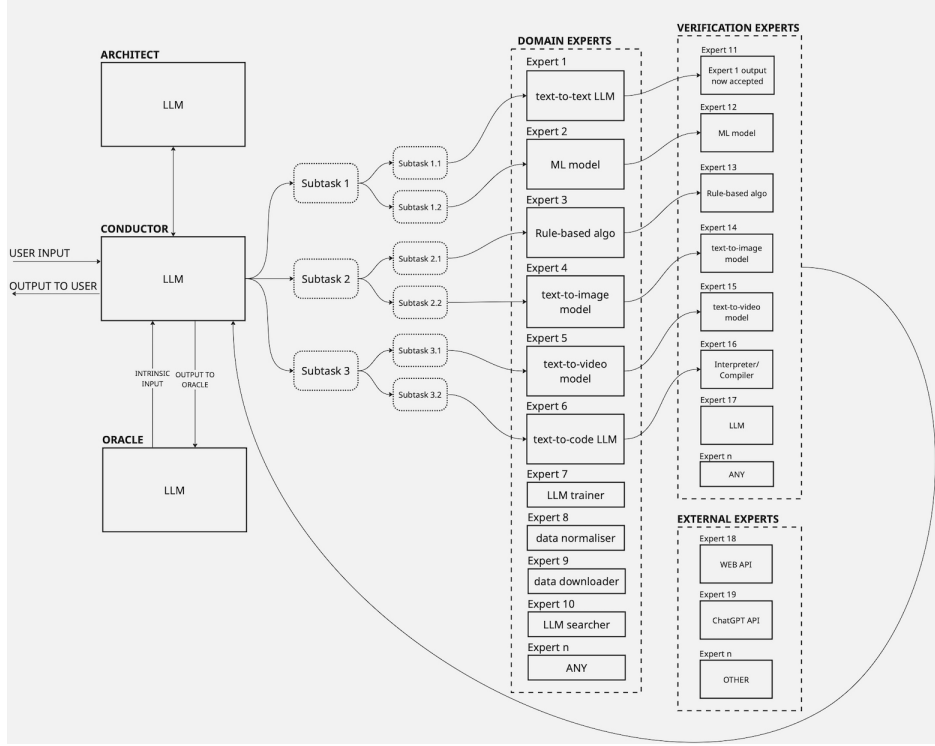 ARCHITECT
LLM
CONDUCTOR
LLM
USER INPUT
OUTPUT TO USER
INTRINSIC
INPUT
OUTPUT TO
ORACLE
ORACLE
LLM
Subtask 1
Subtask 1.1
Subtask 1.2
Subtask 2
Subtask 2.1
Subtask 2.2
Subtask 3
Subtask 3.1
Subtask 3.2
DOMAIN EXPERTS
Expert 1
text-to-text LLM
Expert 2
ML model
Expert 3
Rule-based algo
Expert 4
text-to-image
model
Expert 5
text-to-video
model
Expert 6
text-to-code LLM
Expert 7
LLM trainer
Expert 8
data normaliser
Expert 9
data downloader
Expert 10
LLM searcher
Expert n
ANY
VERIFICATION EXPERTS
Expert 11
Expert 1 output
now accepted
Expert 12
ML model
Expert 13
Rule-based algo
Expert 14
text-to-image
model
Expert 15
text-to-video
model
Expert 16
Interpreter/
Compiler
Expert 17
LLM
Expert n
ANY
EXTERNAL EXPERTS
Expert 18
WEB API
Expert 19
ChatGPT API
Expert n
OTHER